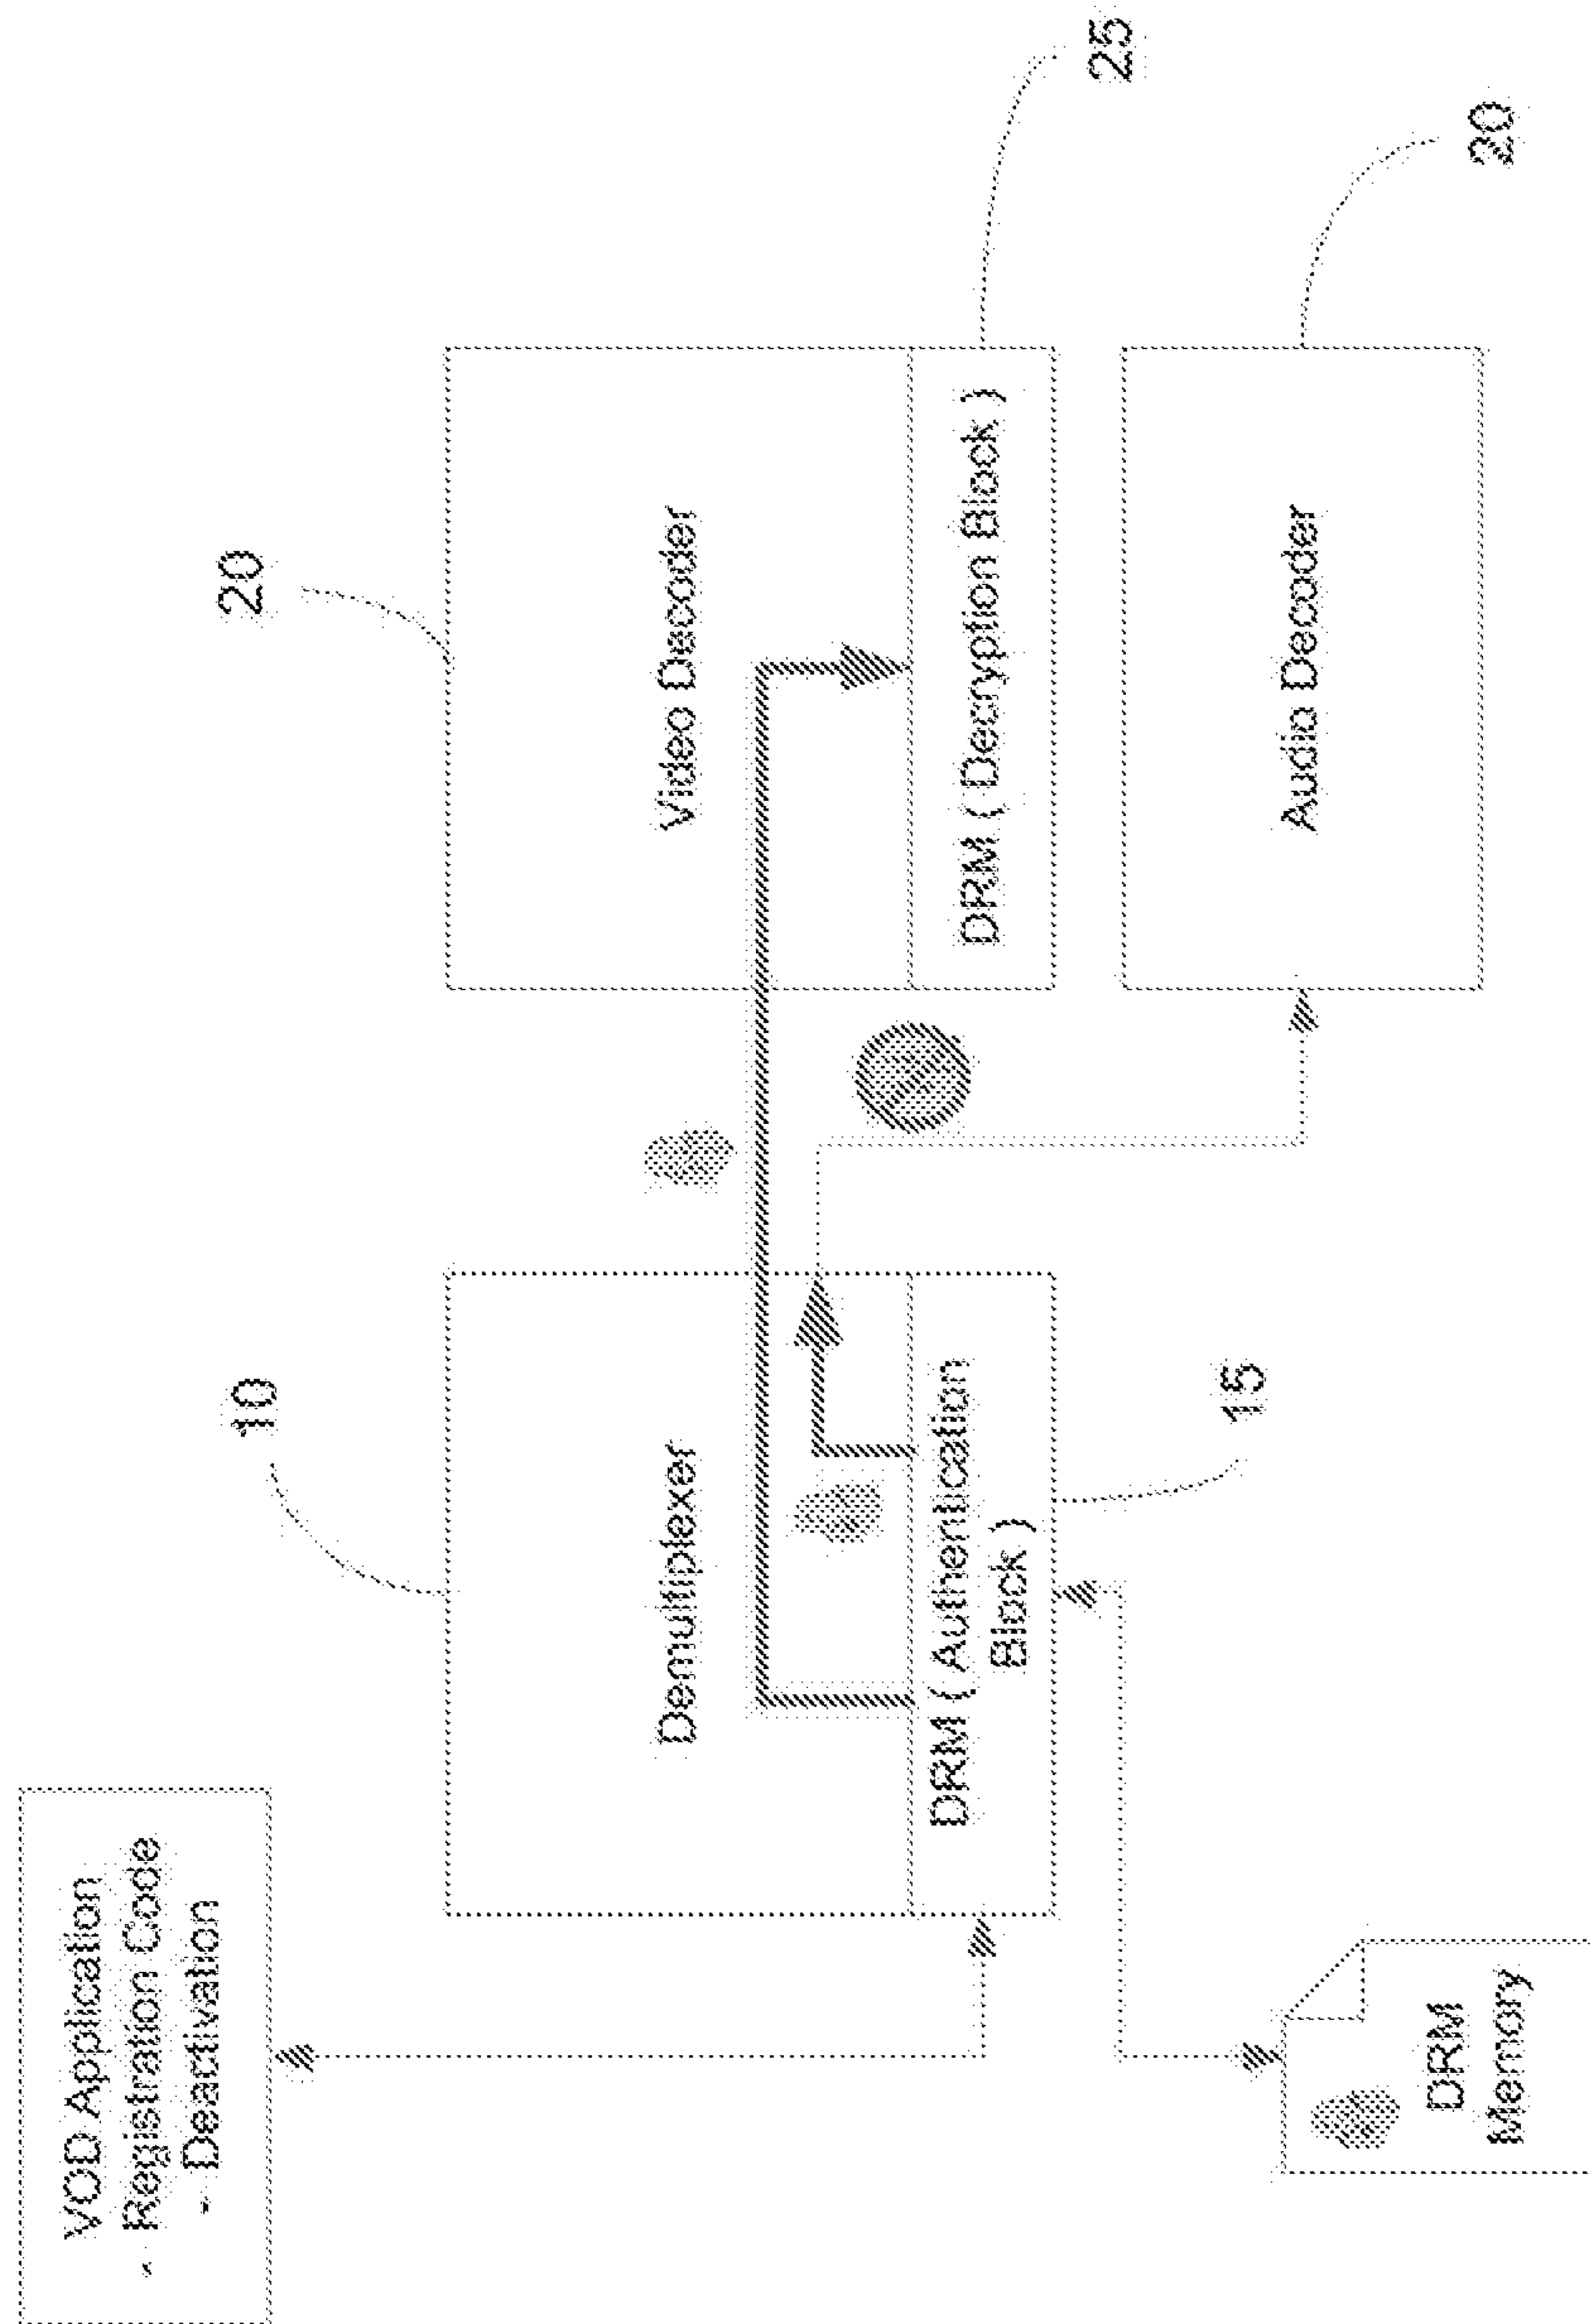 VOD Application
- Registration Code
- Deactivation
10
Demultiplexer
DRM ( Authentication
Block )
15
DRM
Memory
20
Video Decoder
DRM ( Decryption Block )
25
Audio Decoder
20